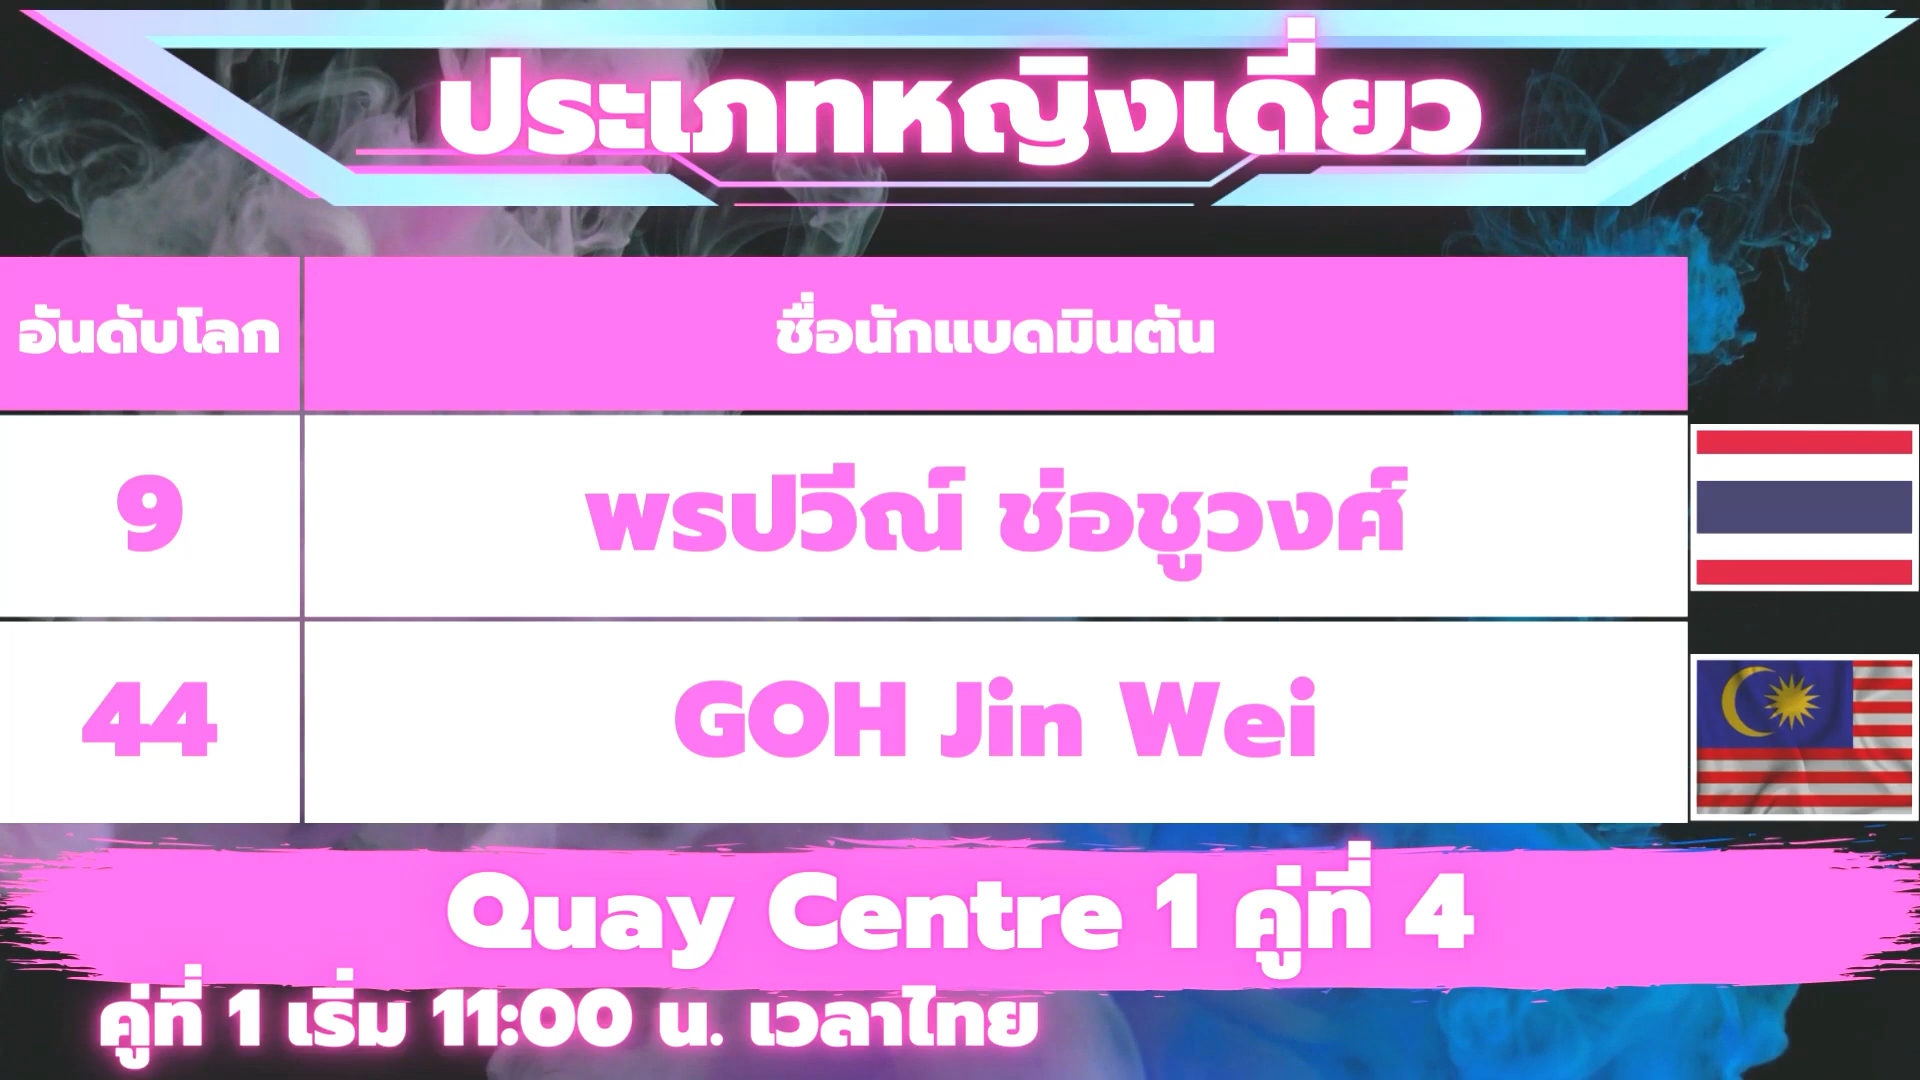 ประเภทหญิงเดี่ยว
อันดับโลก ชื่อนักแบดมินตัน
9 พรปวีณ์ ช่อชูวงศ์
44 GOH Jin Wei
Quay Centre 1 คู่ที่ 4
คู่ที่ 1 เริ่ม 11:00 น. เวลาไทย